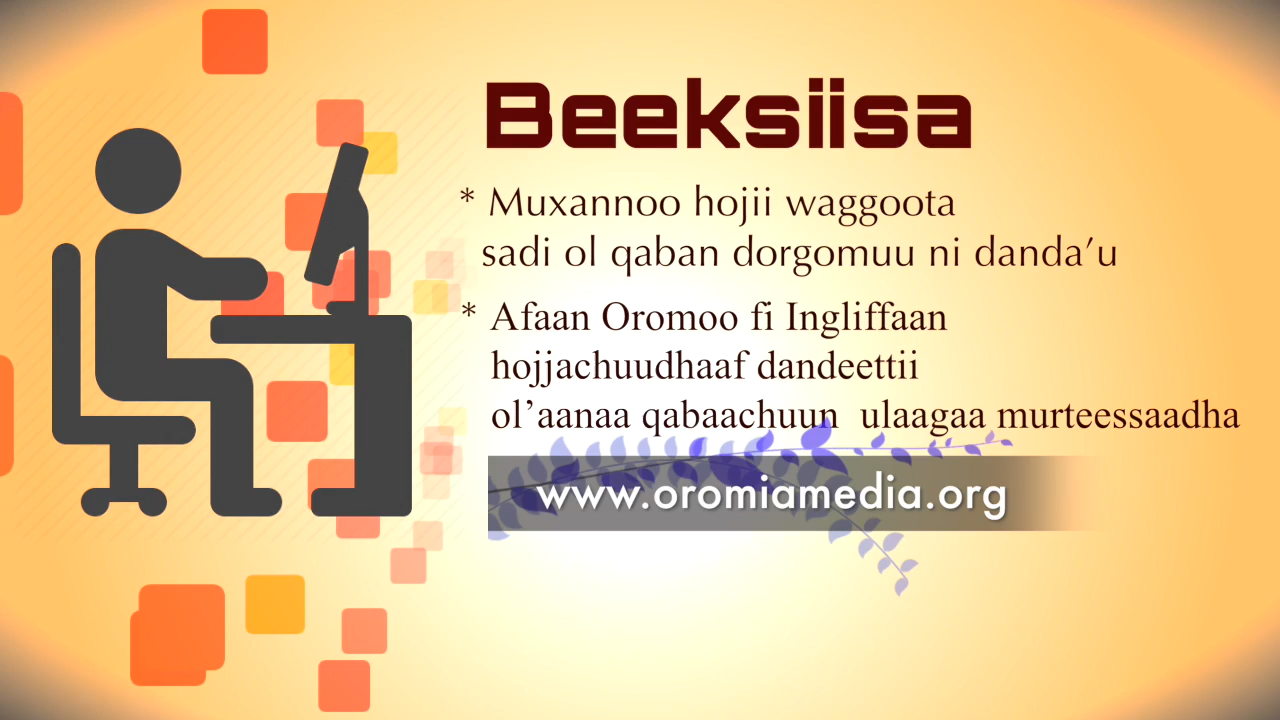 Beeksiisa
* Muxannoo hojii waggoota
sadi ol qaban dorgomuu ni danda’u
* Afaan Oromoo fi Ingliffaan
hojjachuudhaaf dandeettii
ol’aanaa qabaachuun ulaagaa murteessaadha
www.oromiamedia.org